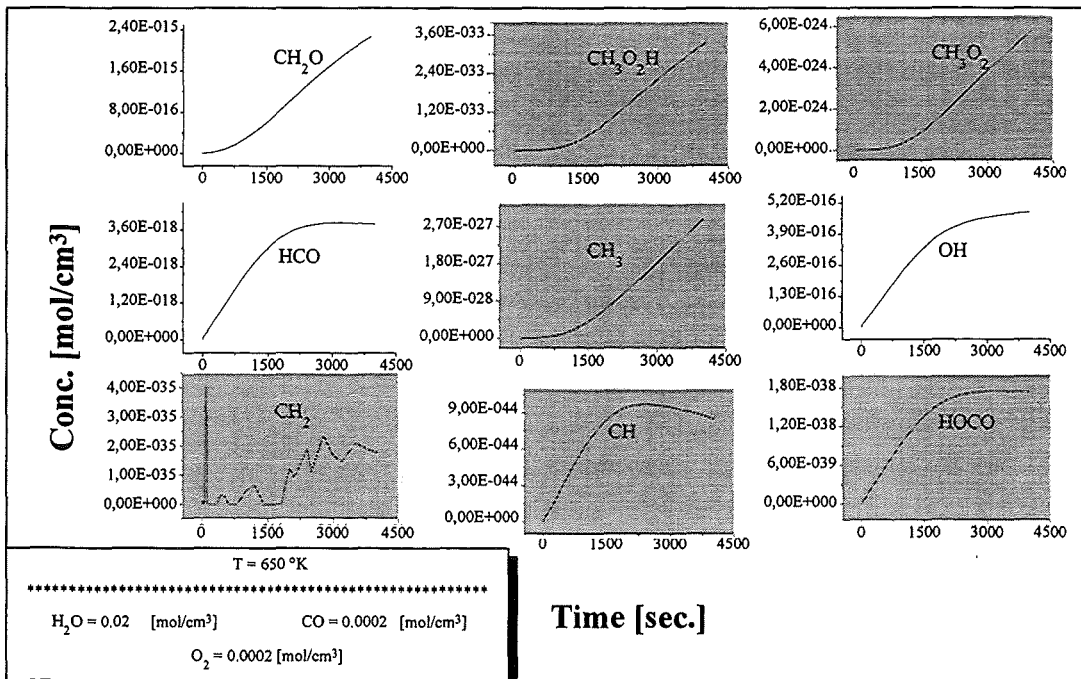 2,40E-015
1,60E-015
8,00E-016
0,00E+000
CH₂O
0 1500 3000 4500
3,60E-033
2,40E-033
1,20E-033
0,00E+000
CH₃O₂H
0 1500 3000 4500
6,00E-024
4,00E-024
2,00E-024
0,00E+000
CH₃O₂
0 1500 3000 4500
Conc. [mol/cm³]
3,60E-018
2,40E-018
1,20E-018
0,00E+000
HCO
0 1500 3000 4500
2,70E-027
1,80E-027
9,00E-028
0,00E+000
CH₃
0 1500 3000 4500
5,20E-016
3,90E-016
2,60E-016
1,30E-016
0,00E+000
OH
0 1500 3000 4500
4,00E-035
3,00E-035
2,00E-035
1,00E-035
0,00E+000
CH₂
0 1500 3000 4500
9,00E-044
6,00E-044
3,00E-044
0,00E+000
CH
0 1500 3000 4500
1,80E-038
1,20E-038
6,00E-039
0,00E+000
HOCO
0 1500 3000 4500
T = 650 °K
H₂O = 0.02 [mol/cm³] CO = 0.0002 [mol/cm³]
O₂ = 0.0002 [mol/cm³]
Time [sec.]